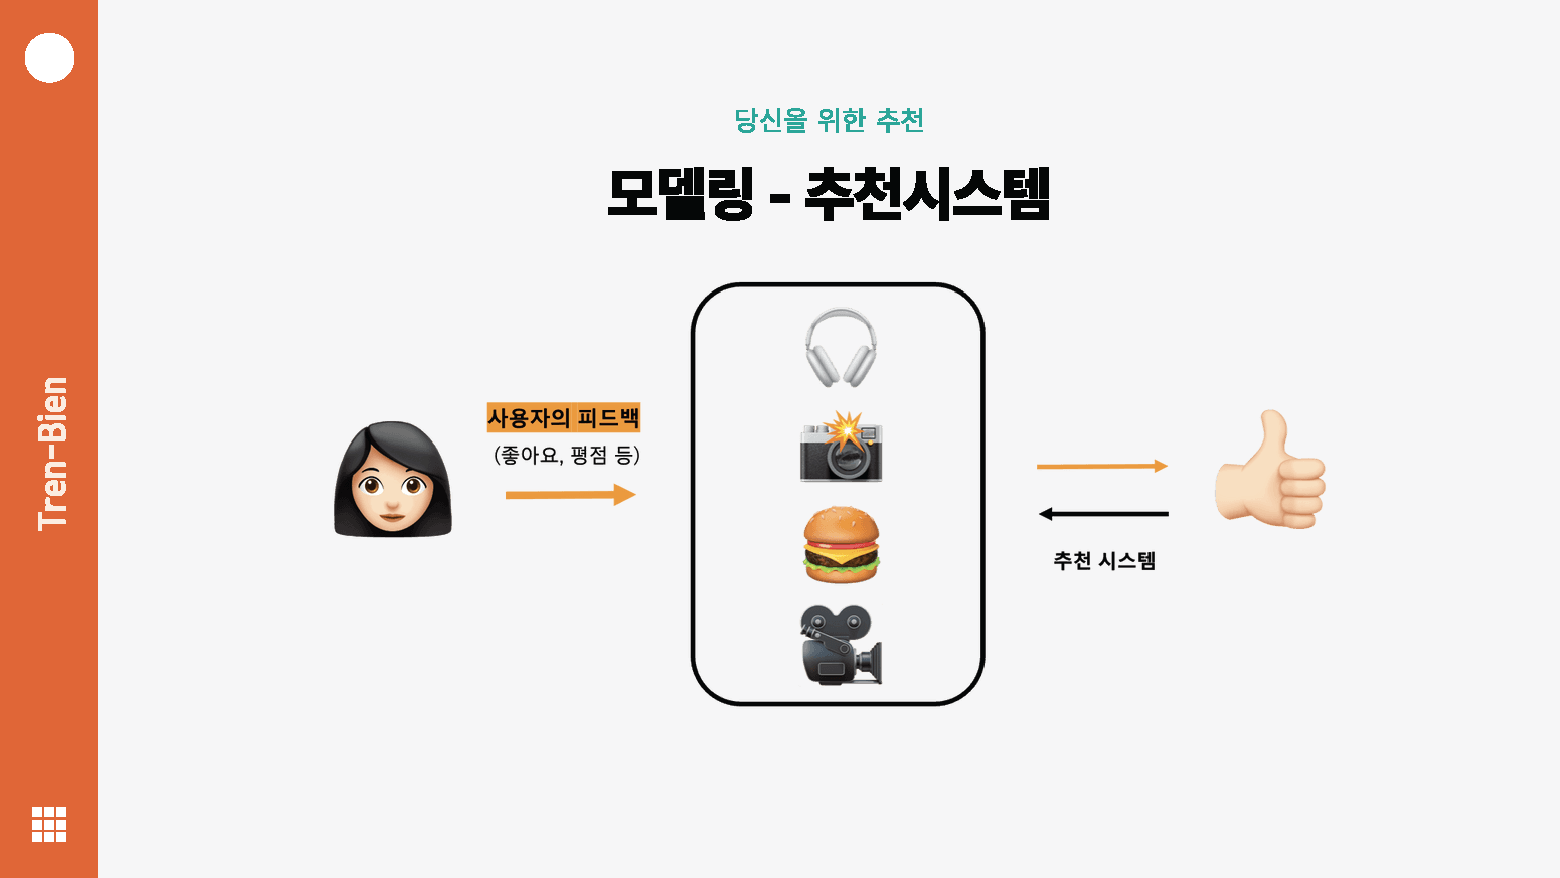 당신을 위한 추천
모델링 - 추천시스템
사용자의 피드백
(좋아요, 평점 등)
추천 시스템
Tren-Bien